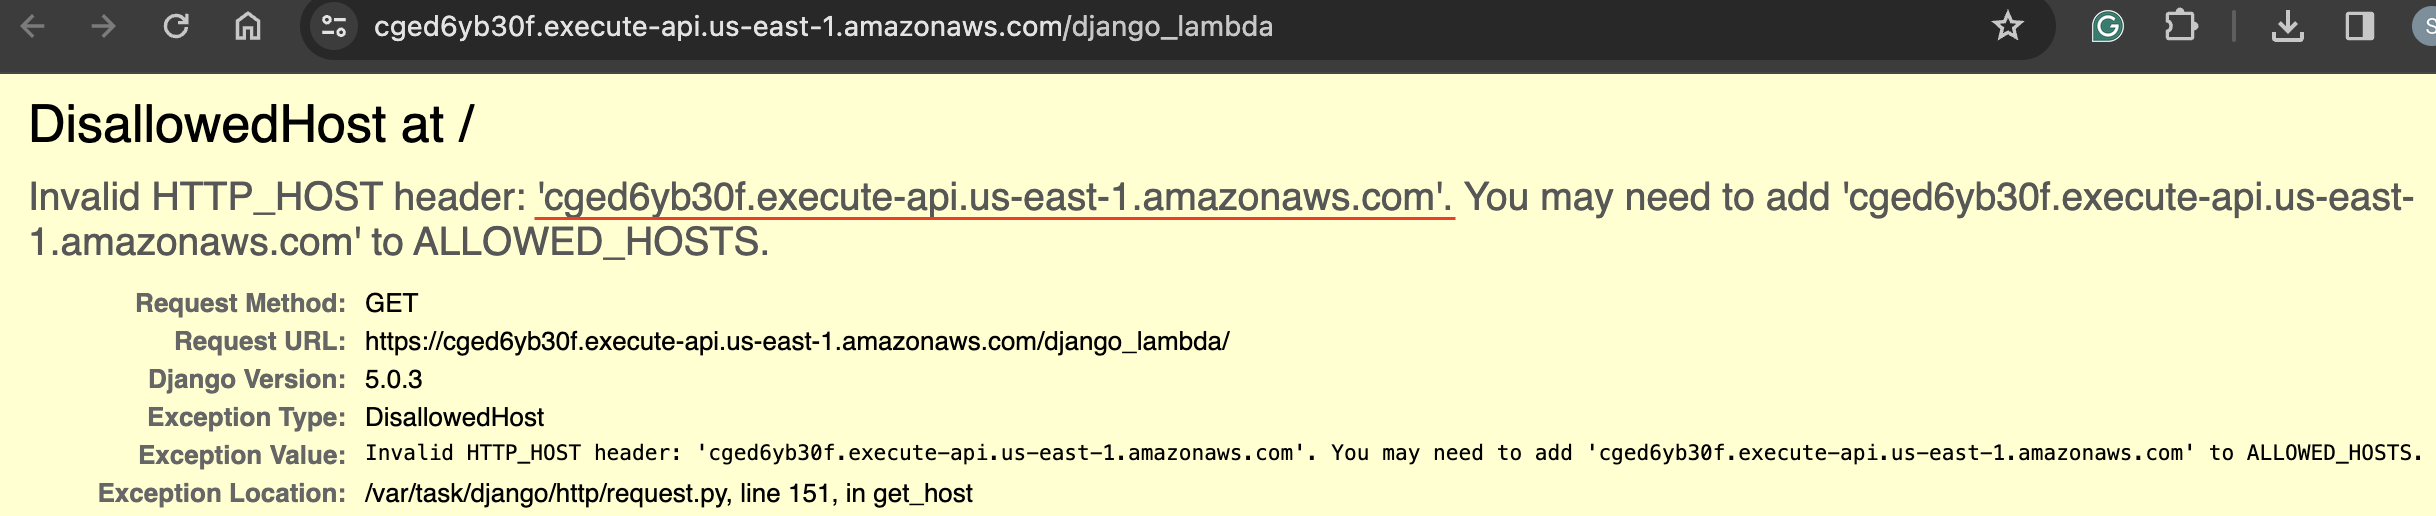 cged6yb30f.execute-api.us-east-1.amazonaws.com/django_lambda
S
DisallowedHost at /
Invalid HTTP_HOST header: 'cged6yb30f.execute-api.us-east-1.amazonaws.com'. You may need to add 'cged6yb30f.execute-api.us-east-
1.amazonaws.com' to ALLOWED_HOSTS.
Request Method: GET
Request URL: https://cged6yb30f.execute-api.us-east-1.amazonaws.com/django_lambda/
Django Version: 5.0.3
Exception Type: DisallowedHost
Exception Value: Invalid HTTP_HOST header: 'cged6yb30f.execute-api.us-east-1.amazonaws.com'. You may need to add 'cged6yb30f.execute-api.us-east-1.amazonaws.com' to ALLOWED_HOSTS.
Exception Location: /var/task/django/http/request.py, line 151, in get_host